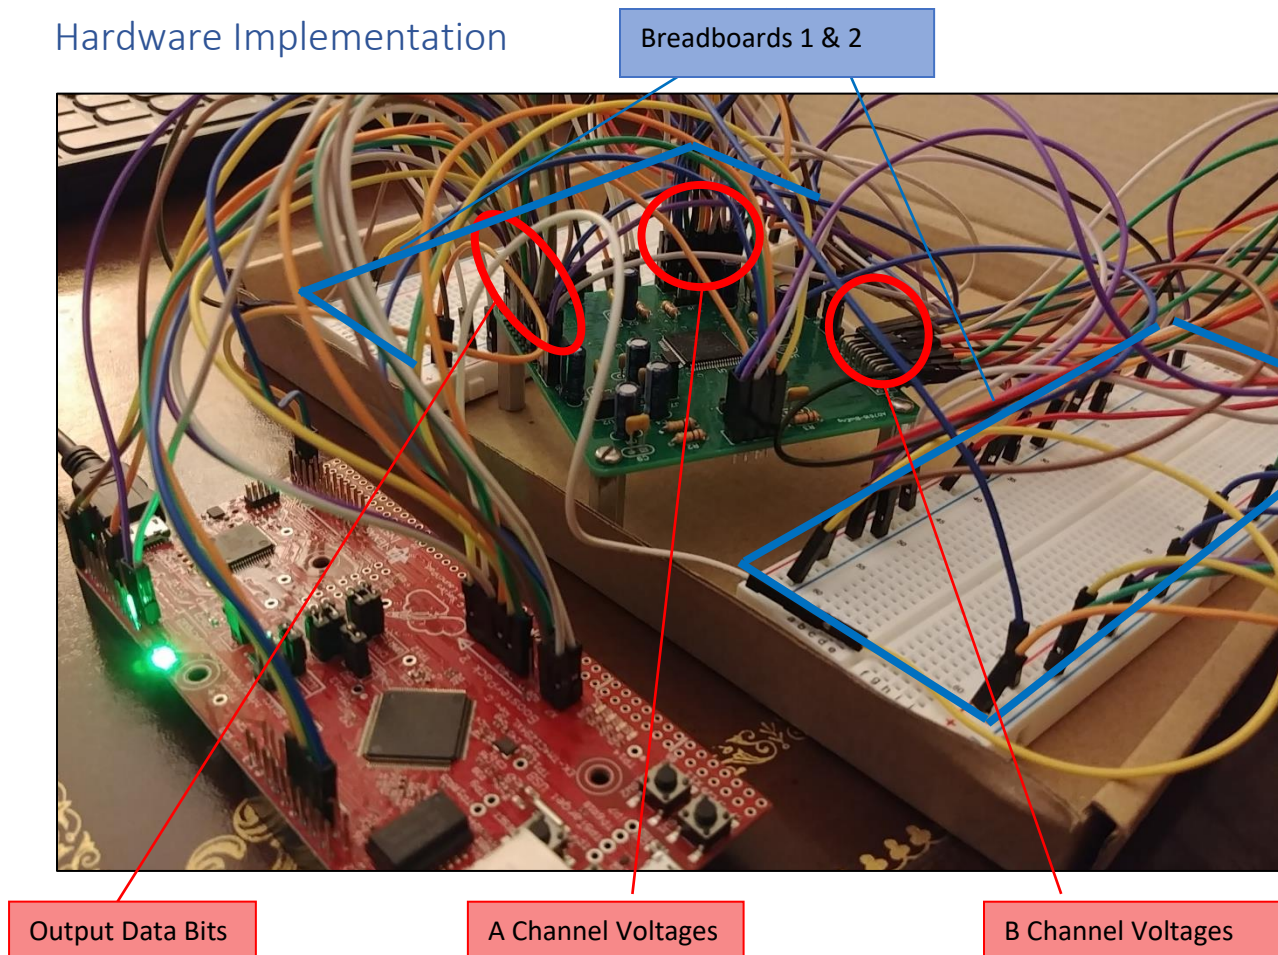 Hardware Implementation
Breadboards 1 & 2
Output Data Bits
A Channel Voltages
B Channel Voltages